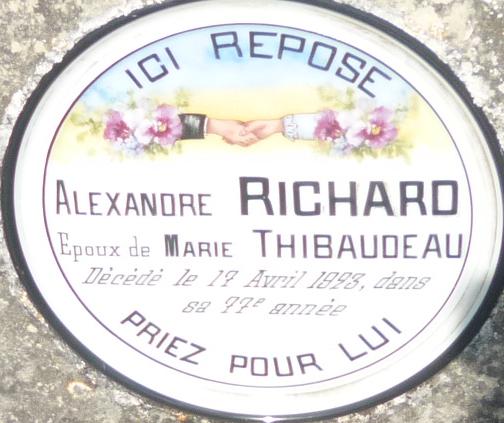 ICI REPOSE
ALEXANDRE RICHARD
Epoux de MARIE THIBAUDEAU
Décédé le 17 Avril 1893, dans
sa 77e année
PRIEZ POUR LUI